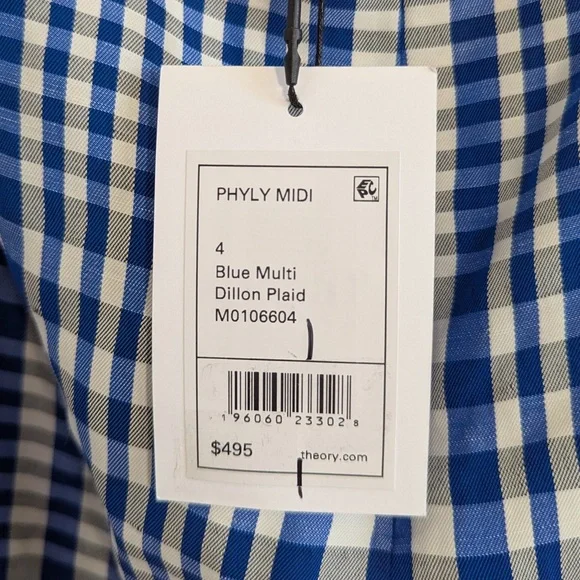 PHYLY MIDI
4
Blue Multi
Dillon Plaid
M0106604
1 96060 23302 8
$495
theory.com